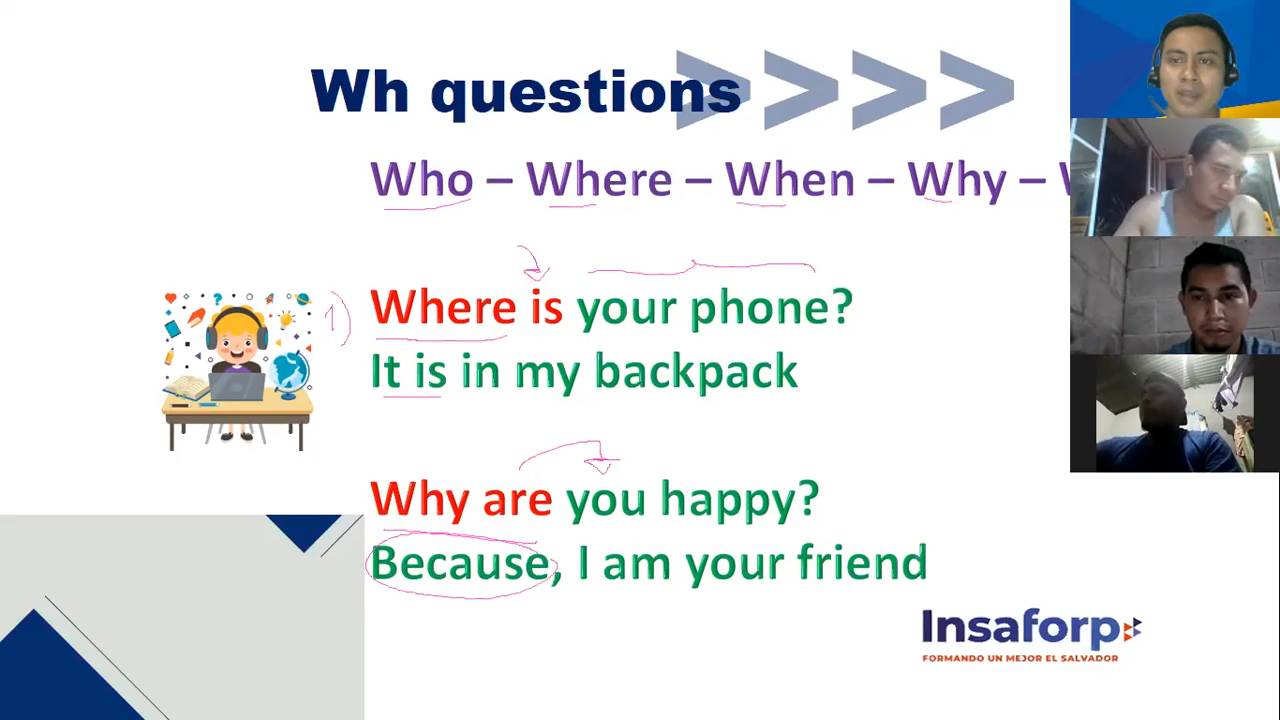 Wh questions
Who – Where – When – Why –
1)
Where is your phone?
It is in my backpack
Why are you happy?
Because, I am your friend
Insaforp
FORMANDO UN MEJOR EL SALVADOR